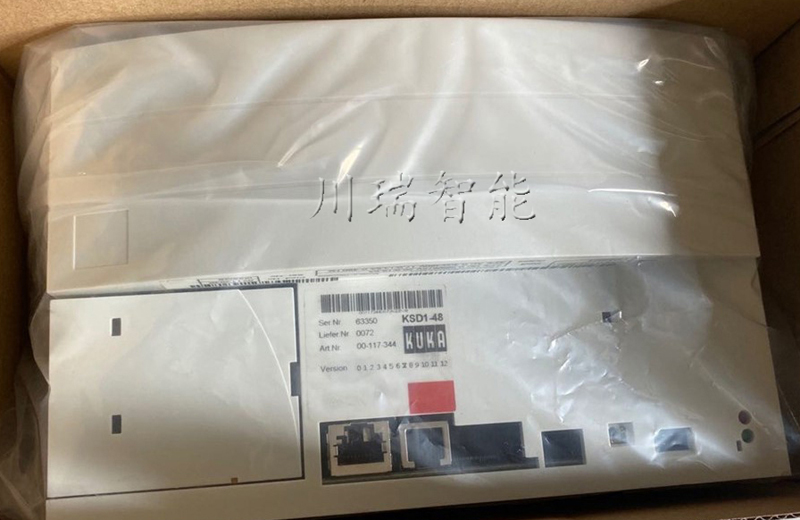 川瑞智能
KSD1-48
Ser.Nr. 63350
Liefer.Nr 0072
Art.Nr 00-117-344
KUKA
Version 0 1 2 3 4 5 6 7 8 9 10 11 12